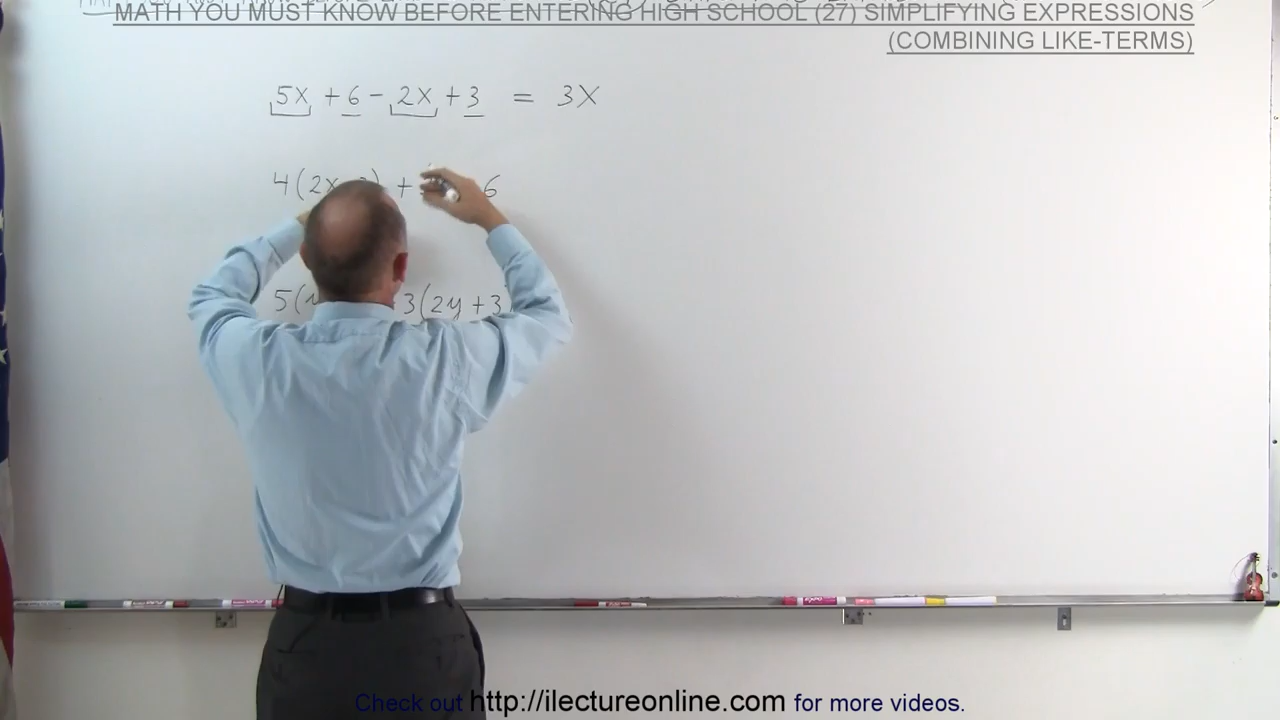 MATH YOU MUST KNOW BEFORE ENTERING HIGH SCHOOL (27) SIMPLIFYING EXPRESSIONS
(COMBINING LIKE-TERMS)
5x + 6 - 2x + 3 = 3x
4(2x ) + 6
5( 3(2y + 3
Check out http://ilectureonline.com for more videos.